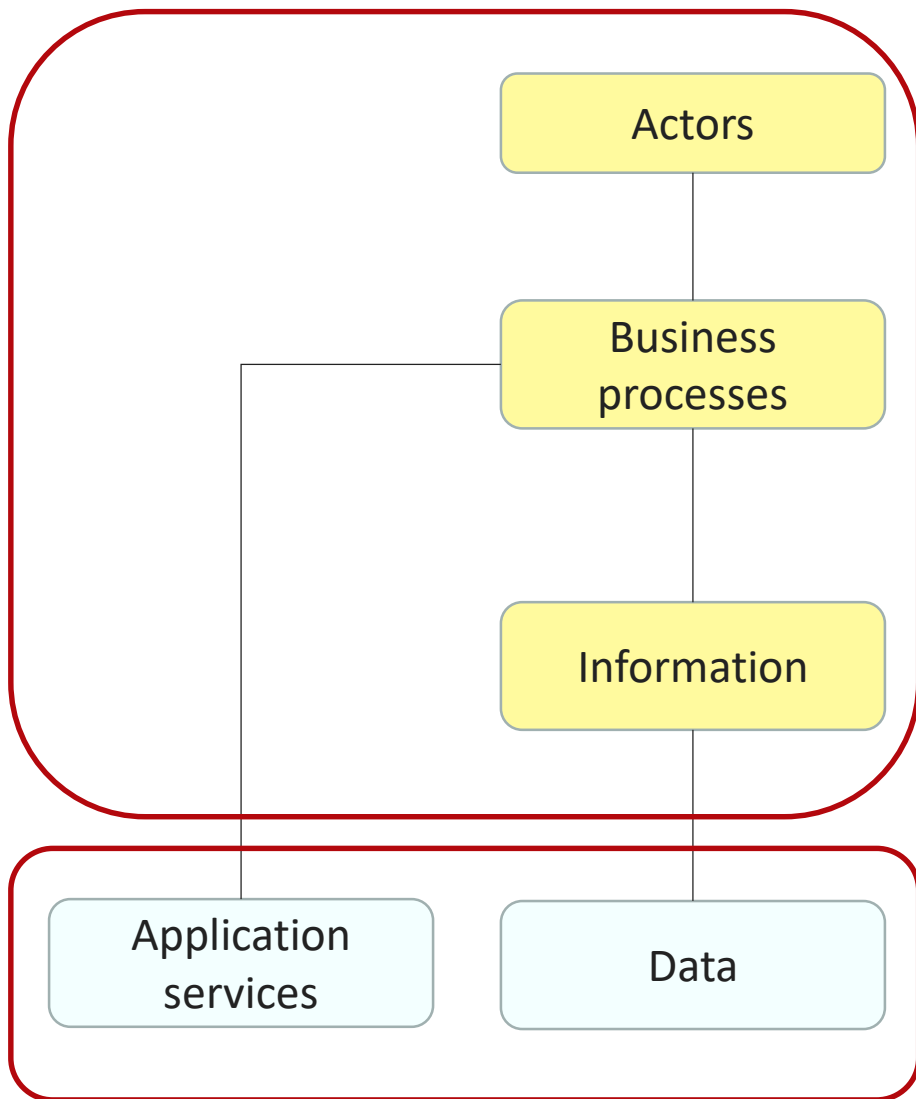 Actors
Business
processes
Information
Application
services
Data